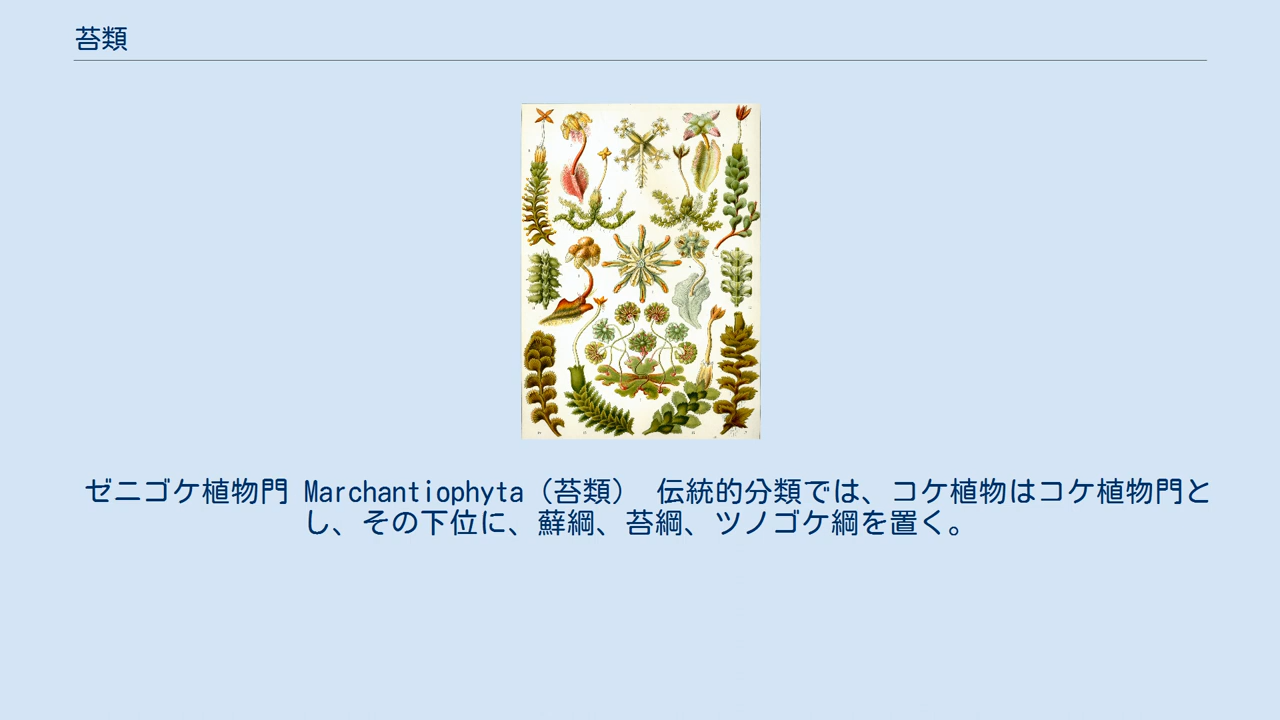 苔類
ゼニゴケ植物門 Marchantiophyta（苔類） 伝統的分類では、コケ植物はコケ植物門と
し、その下位に、蘇綱、苔綱、ツノゴケ綱を置く。